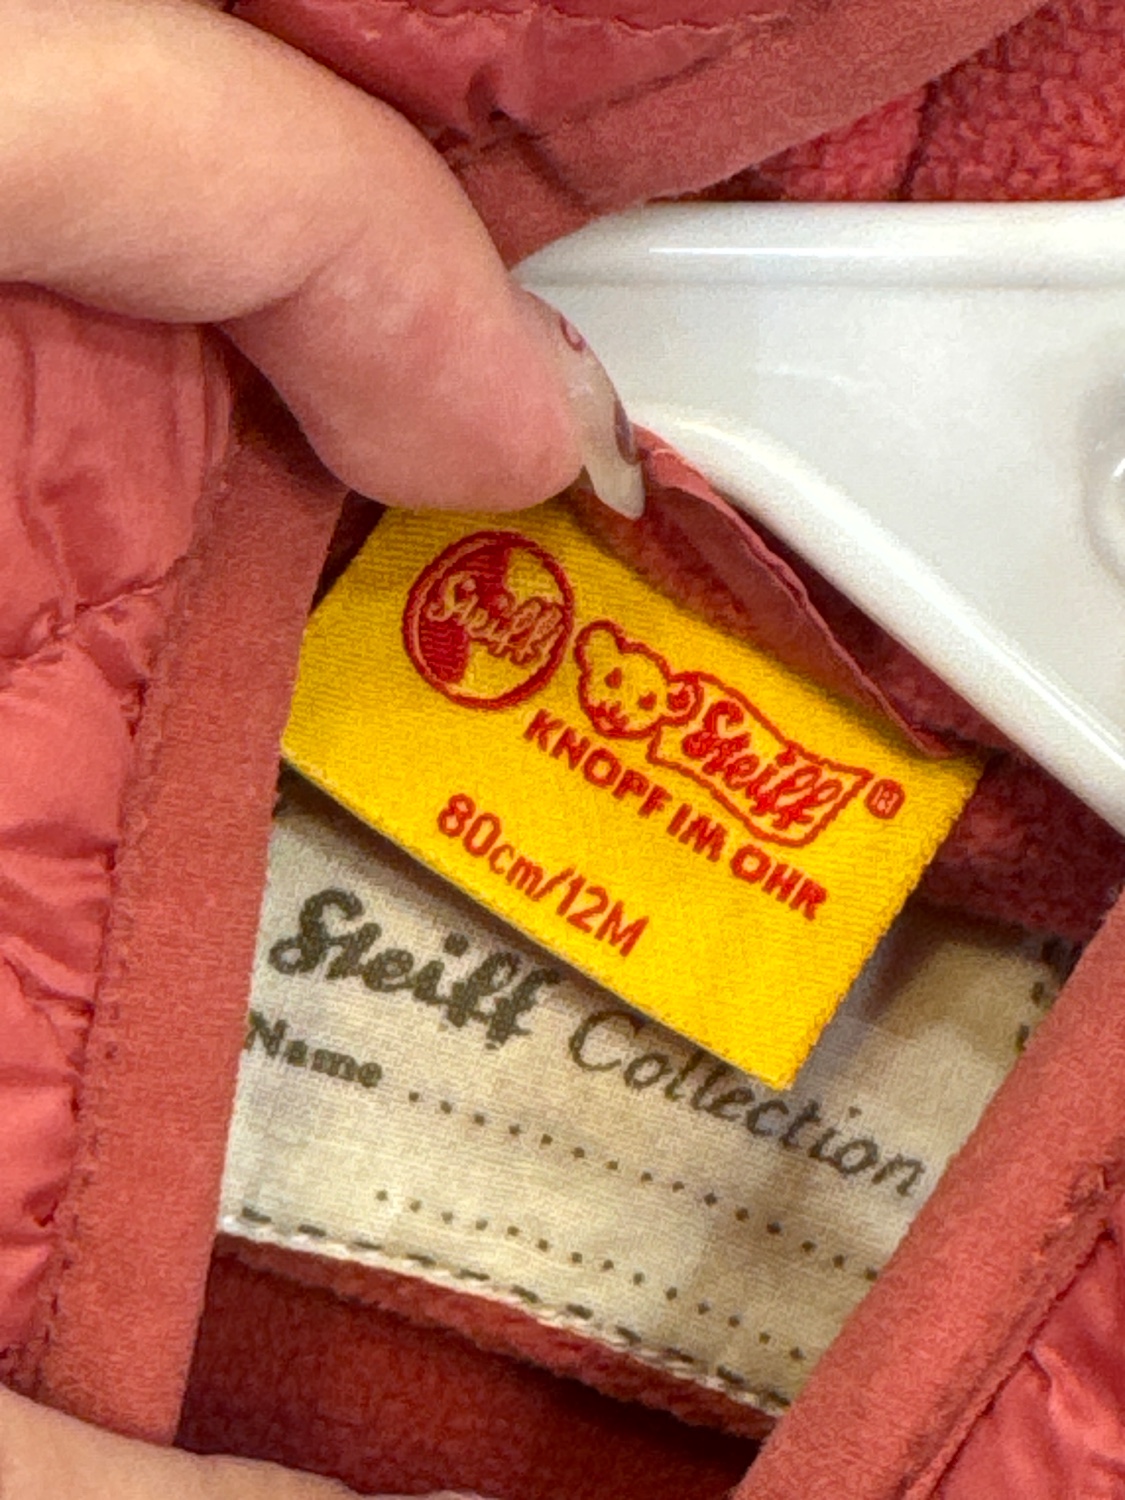 Steiff
Steiff ®
KNOPF IM OHR
80cm/12M
Steiff Collection
Name ..............
..............